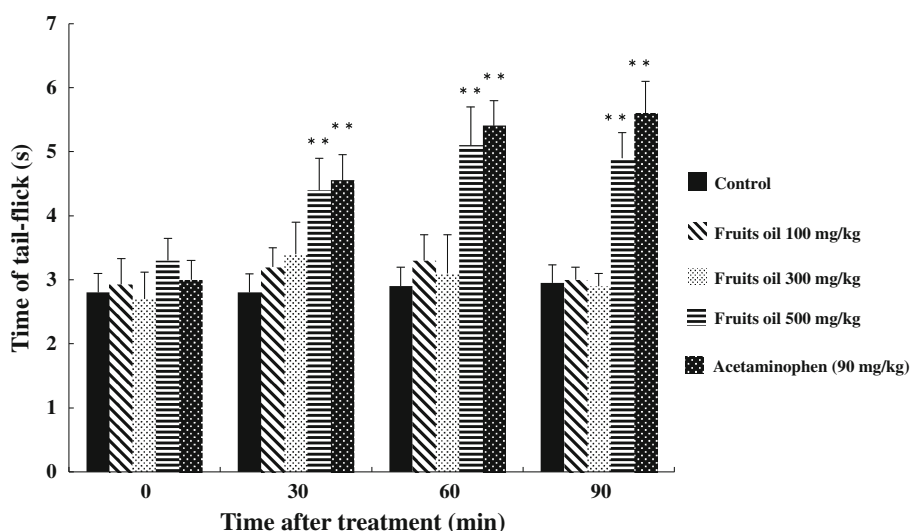 Time of tail-flick (s)
7
6
5
4
3
2
1
0
** **
** **
** **
0 30 60 90
Time after treatment (min)
Control
Fruits oil 100 mg/kg
Fruits oil 300 mg/kg
Fruits oil 500 mg/kg
Acetaminophen (90 mg/kg)